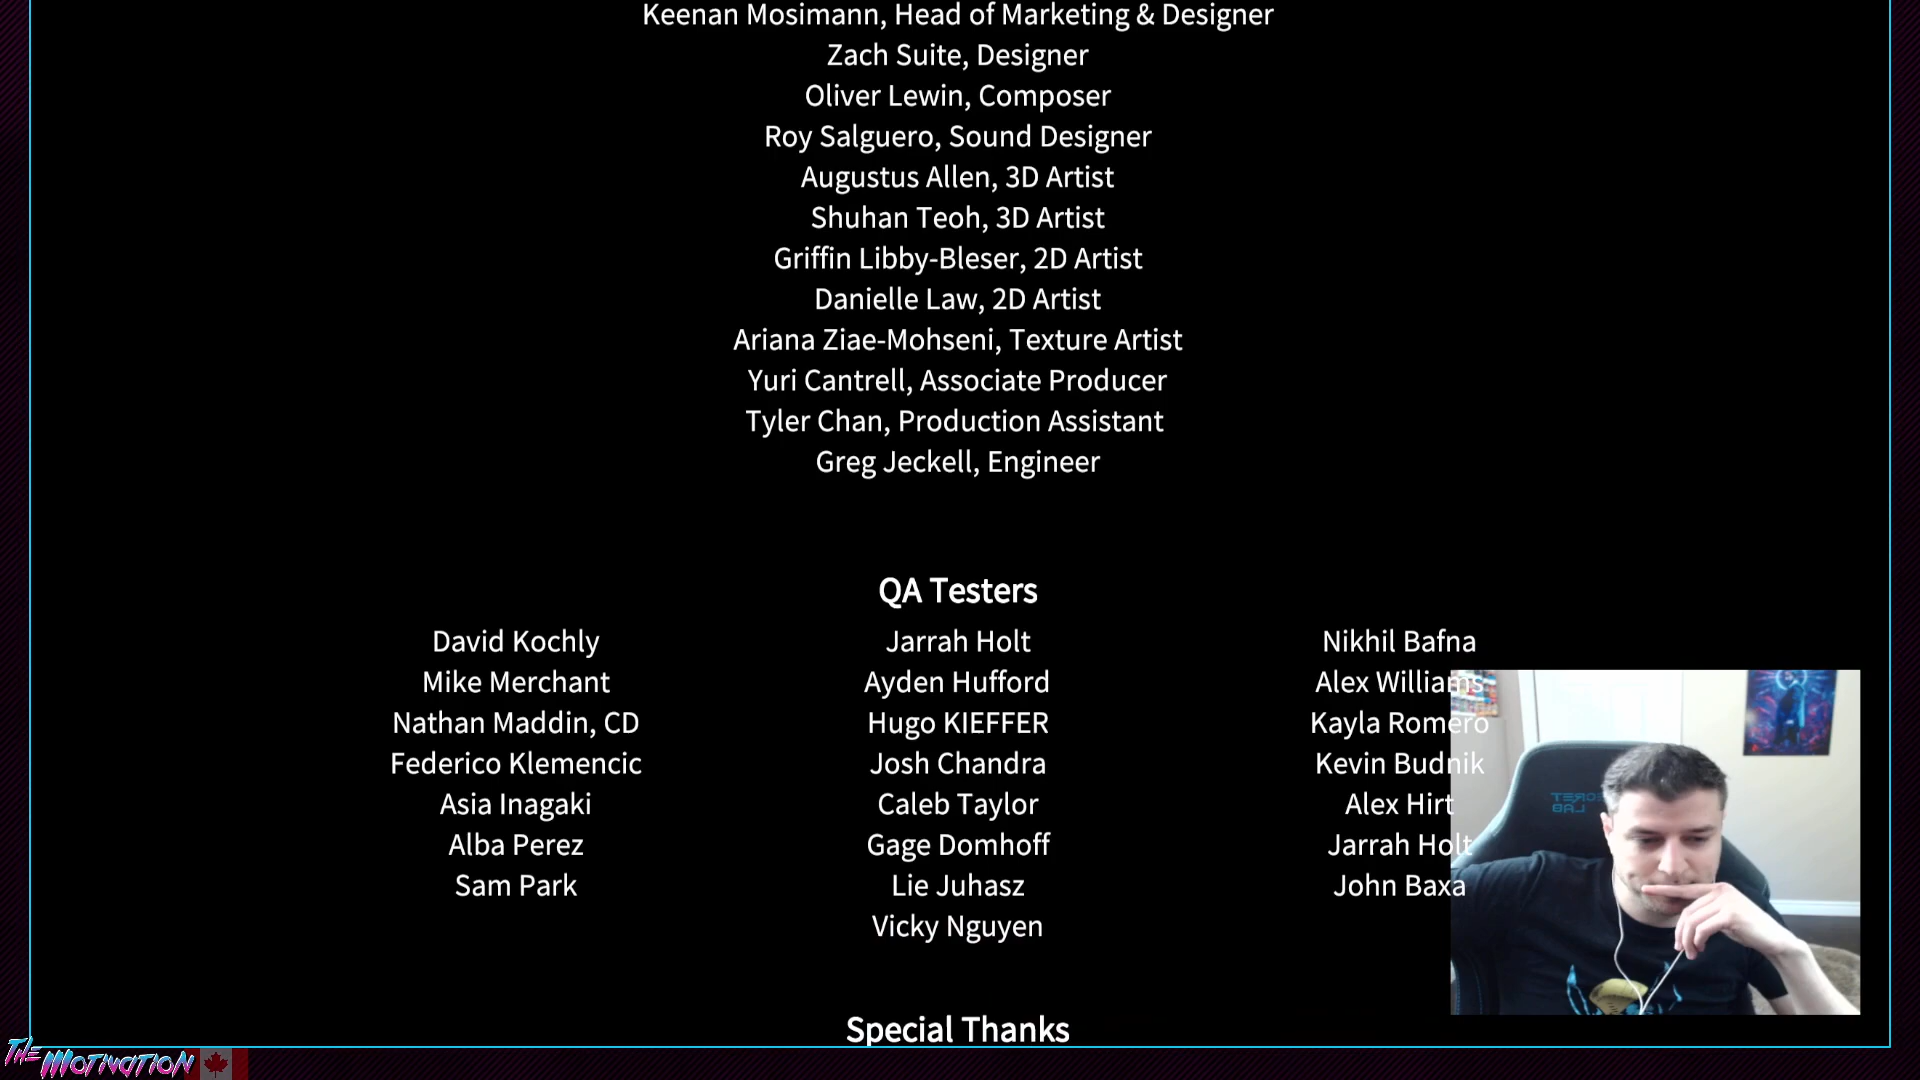 Keenan Mosimann, Head of Marketing & Designer
Zach Suite, Designer
Oliver Lewin, Composer
Roy Salguero, Sound Designer
Augustus Allen, 3D Artist
Shuhan Teoh, 3D Artist
Griffin Libby-Bleser, 2D Artist
Danielle Law, 2D Artist
Ariana Ziae-Mohseni, Texture Artist
Yuri Cantrell, Associate Producer
Tyler Chan, Production Assistant
Greg Jeckell, Engineer
QA Testers
David Kochly Jarrah Holt Nikhil Bafna
Mike Merchant Ayden Hufford Alex Williams
Nathan Maddin, CD Hugo KIEFFER Kayla Romero
Federico Klemencic Josh Chandra Kevin Budnik
Asia Inagaki Caleb Taylor Alex Hirt
Alba Perez Gage Domhoff Jarrah Holt
Sam Park Lie Juhasz John Baxa
Vicky Nguyen
Special Thanks
SECRET
LAB
THE MOTIVATION